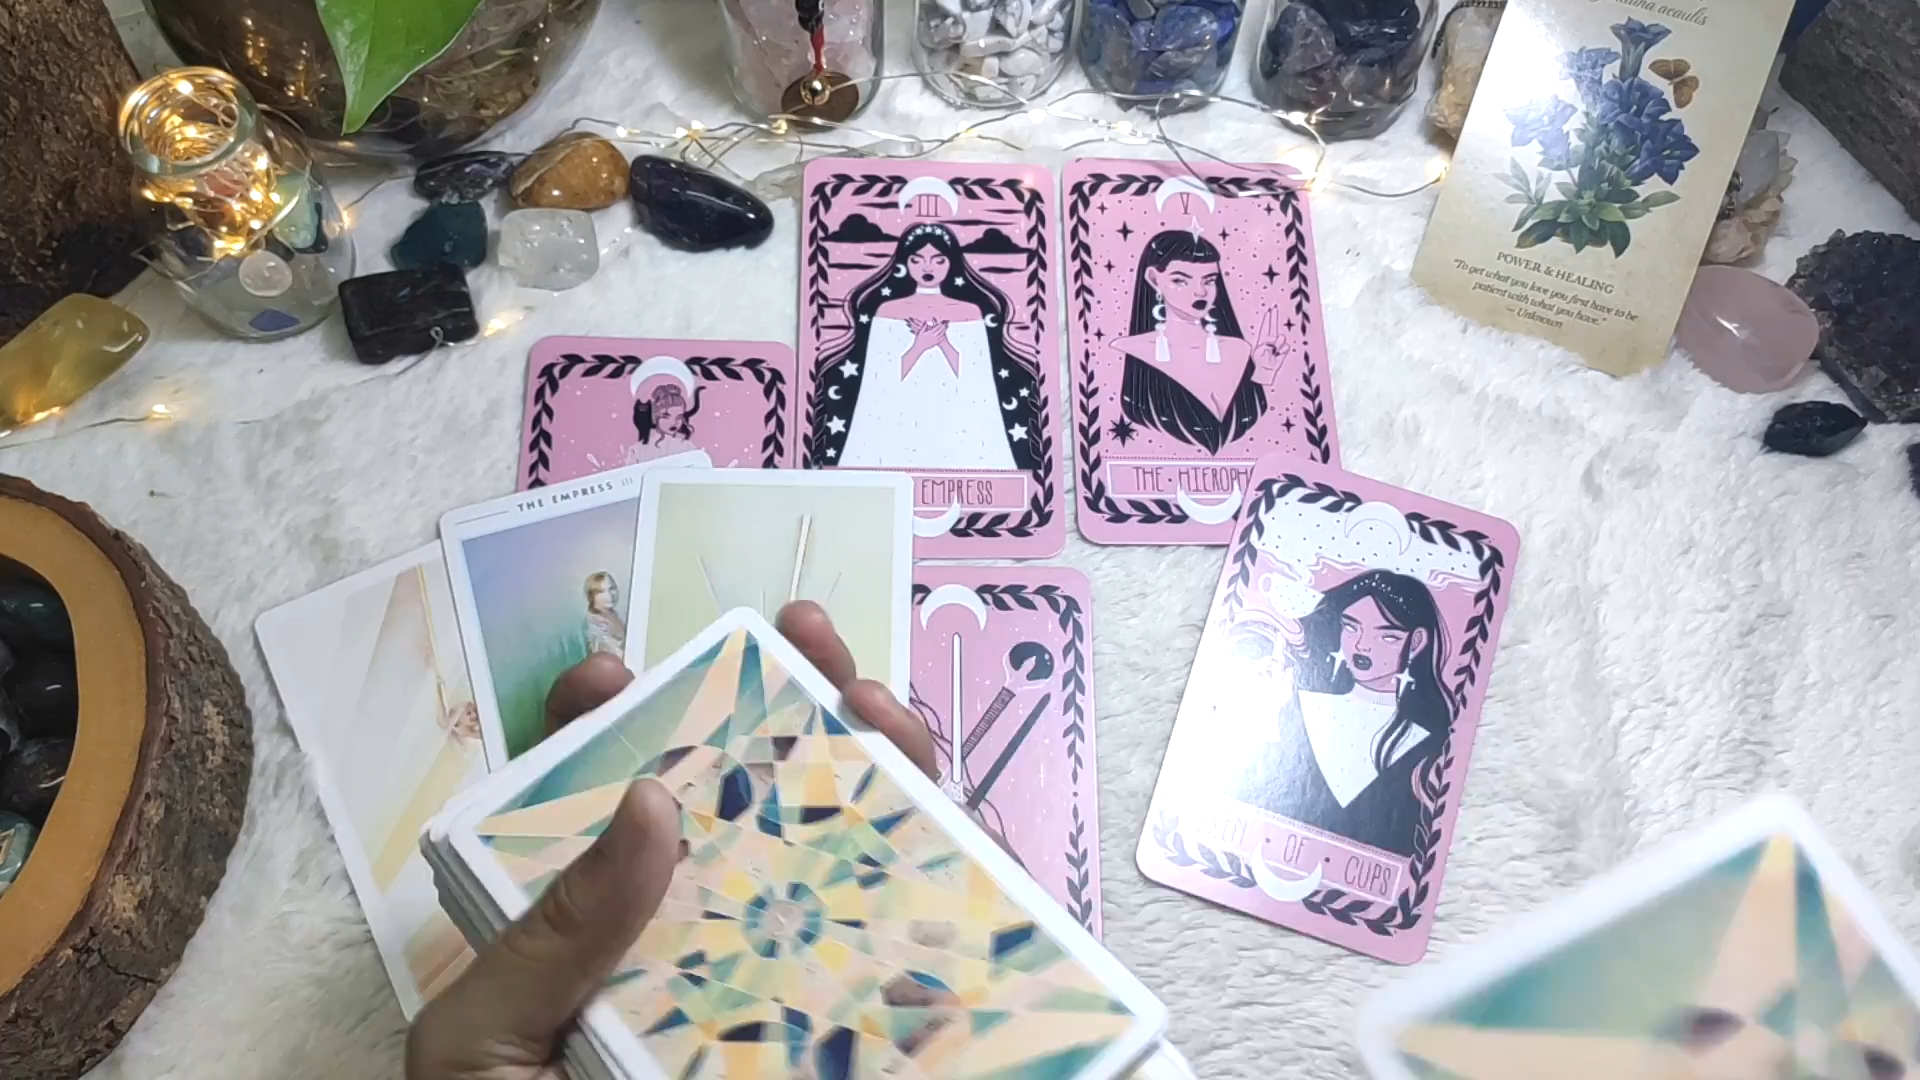 acaulis
POWER & HEALING
"To get what you love you first have to be
patient with what you have."
— Unknown
III
V
EMPRESS
THE · HIEROPH
THE EMPRESS III
OF · CUPS